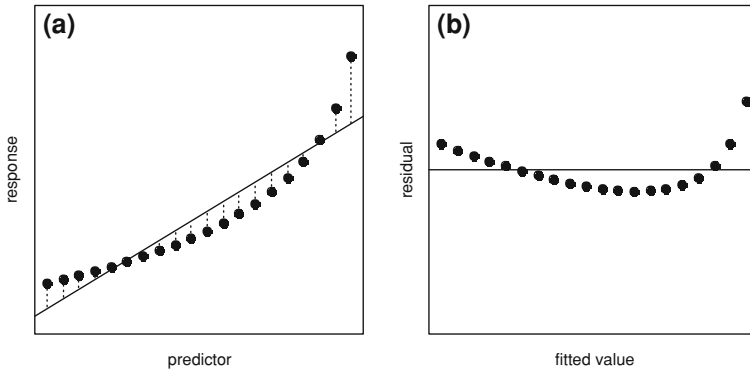 (a)
response
predictor
(b)
residual
fitted value